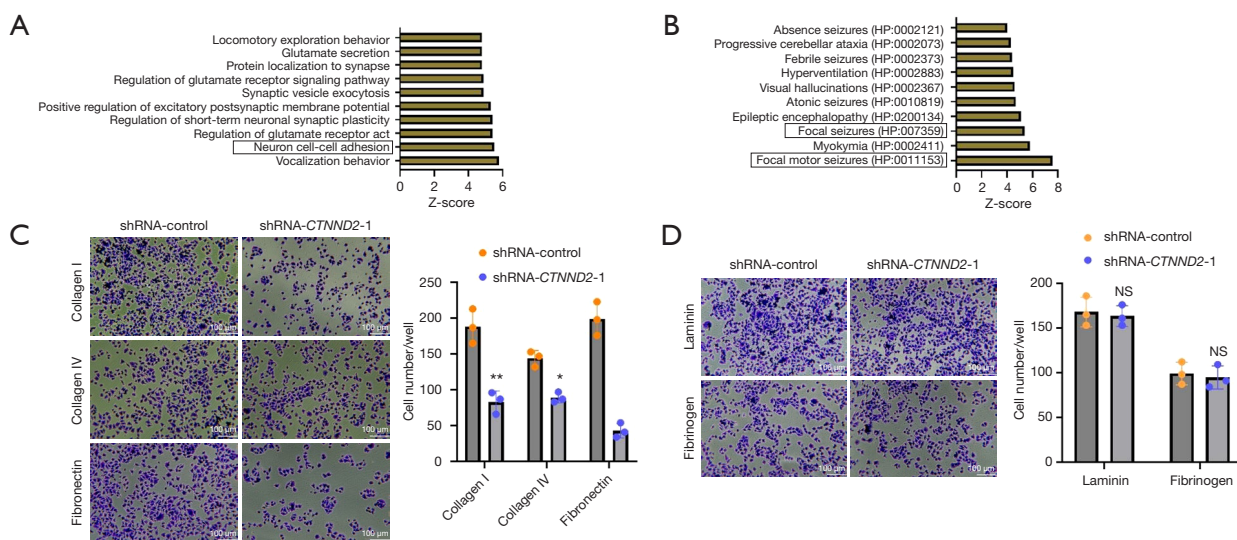 A
Locomotory exploration behavior
Glutamate secretion
Protein localization to synapse
Regulation of glutamate receptor signaling pathway
Synaptic vesicle exocytosis
Positive regulation of excitatory postsynaptic membrane potential
Regulation of short-term neuronal synaptic plasticity
Regulation of glutamate receptor act
Neuron cell-cell adhesion
Vocalization behavior
0 2 4 6
Z-score
B
Absence seizures (HP:0002121)
Progressive cerebellar ataxia (HP:0002073)
Febrile seizures (HP:0002373)
Hyperventilation (HP:0002883)
Visual hallucinations (HP:0002367)
Atonic seizures (HP:0010819)
Epileptic encephalopathy (HP:0200134)
Focal seizures (HP:007359)
Myokymia (HP:0002411)
Focal motor seizures (HP:0011153)
0 2 4 6 8
Z-score
C
shRNA-control shRNA-CTNND2-1
Collagen I
100 μm 100 μm
Collagen IV
100 μm 100 μm
Fibronectin
100 μm 100 μm
shRNA-control
shRNA-CTNND2-1
Cell number/well
250
200
150
100
50
0
** *
Collagen I Collagen IV Fibronectin
D
shRNA-control shRNA-CTNND2-1
Laminin
100 μm 100 μm
Fibrinogen
100 μm 100 μm
shRNA-control
shRNA-CTNND2-1
Cell number/well
200
150
100
50
0
NS NS
Laminin Fibrinogen